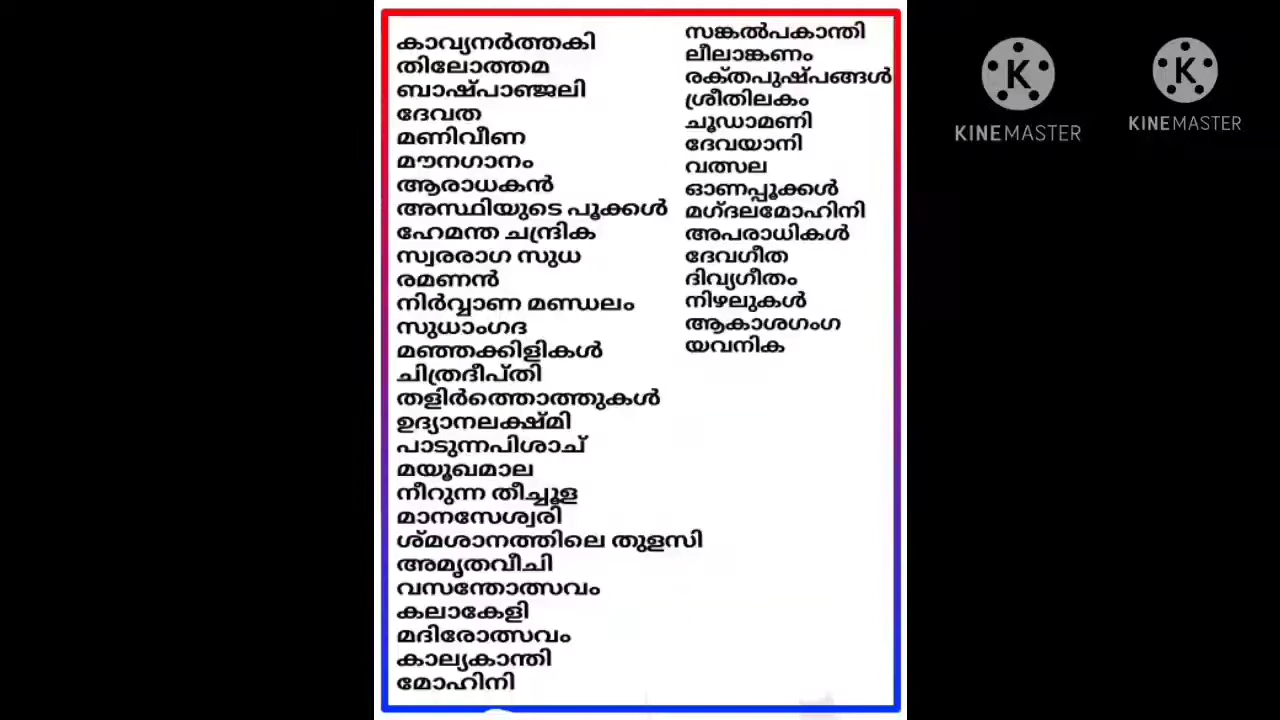 കാവ്യനർത്തകി
തിലോത്തമ
ബാഷ്പാഞ്ജലി
ദേവത
മണിവീണ
മൗനഗാനം
ആരാധകൻ
അസ്ഥിയുടെ പൂക്കൾ
ഹേമന്ത ചന്ദ്രിക
സ്വരരാഗ സുധ
രമണൻ
നിർവ്വാണ മണ്ഡലം
സുധാംഗദ
മഞ്ഞക്കിളികൾ
ചിത്രദീപ്തി
തളിർത്തൊത്തുകൾ
ഉദ്യാനലക്ഷ്മി
പാടുന്നപിശാച്
മയൂഖമാല
നീറുന്ന തീച്ചൂള
മാനസേശ്വരി
ശ്മശാനത്തിലെ തുളസി
അമൃതവീചി
വസന്തോത്സവം
കലാകേളി
മദിരോത്സവം
കാല്യകാന്തി
മോഹിനി
സങ്കൽപകാന്തി
ലീലാങ്കണം
രക്തപുഷ്പങ്ങൾ
ശ്രീതിലകം
ചൂഡാമണി
ദേവയാനി
വത്സല
ഓണപ്പൂക്കൾ
മഗ്ദലമോഹിനി
അപരാധികൾ
ദേവഗീത
ദിവ്യഗീതം
നിഴലുകൾ
ആകാശഗംഗ
യവനിക
K
KINEMASTER
K
KINEMASTER